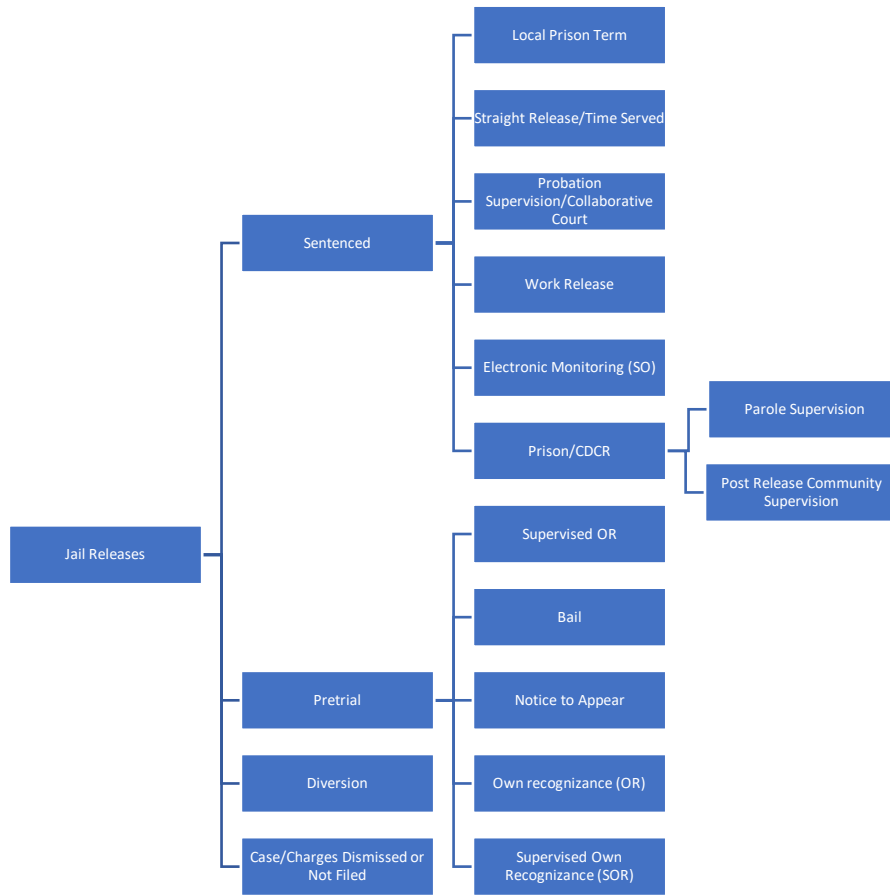 Jail Releases
Sentenced
Local Prison Term
Straight Release/Time Served
Probation
Supervision/Collaborative
Court
Work Release
Electronic Monitoring (SO)
Prison/CDCR
Parole Supervision
Post Release Community
Supervision
Pretrial
Supervised OR
Bail
Notice to Appear
Own recognizance (OR)
Supervised Own
Recognizance (SOR)
Diversion
Case/Charges Dismissed or
Not Filed